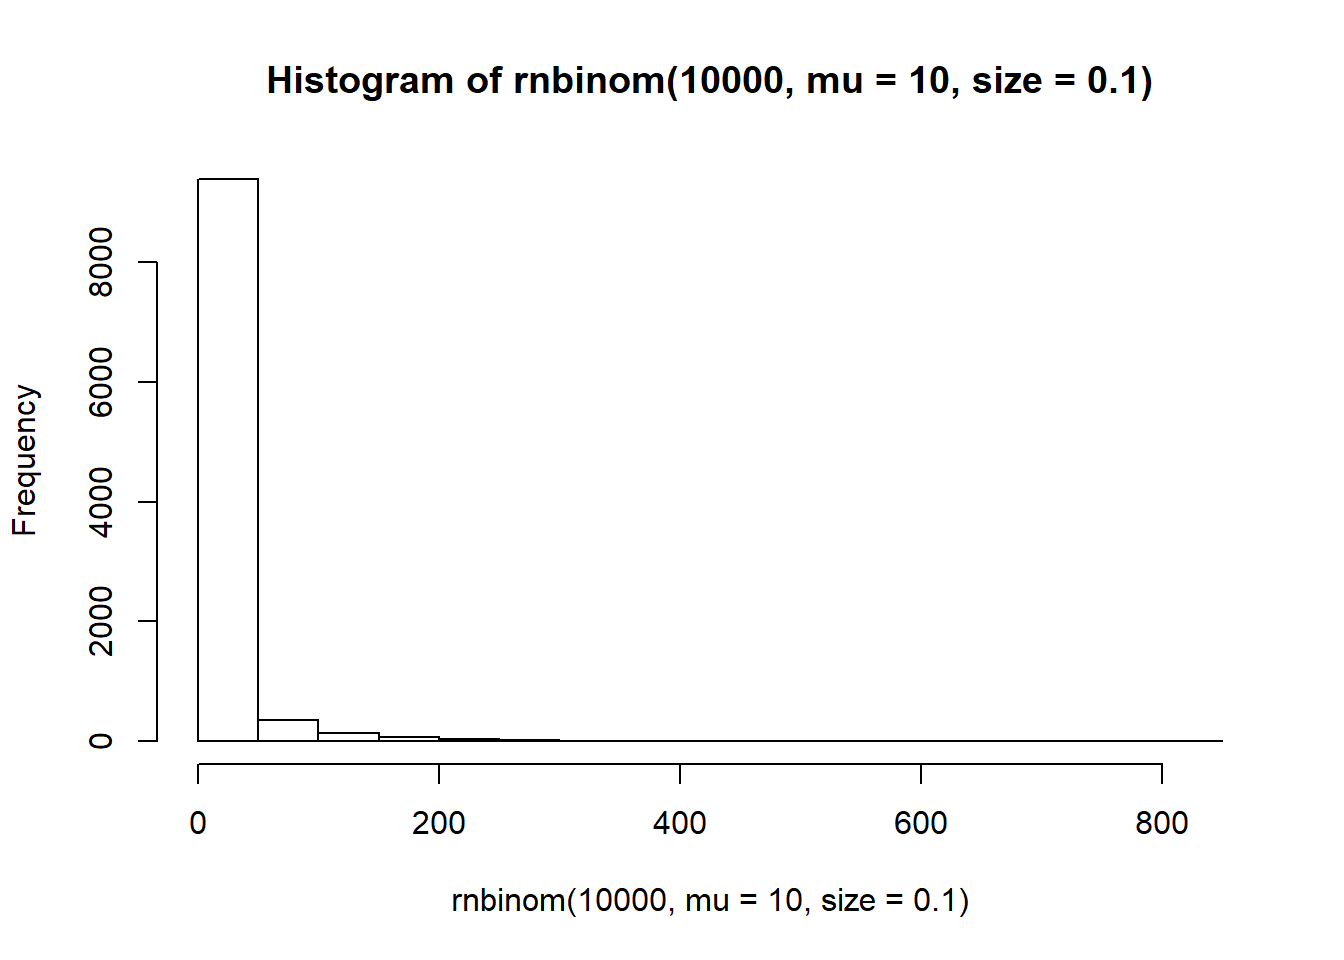 Histogram of rnbinom(10000, mu = 10, size = 0.1)
Frequency
8000
6000
4000
2000
0
0 200 400 600 800
rnbinom(10000, mu = 10, size = 0.1)